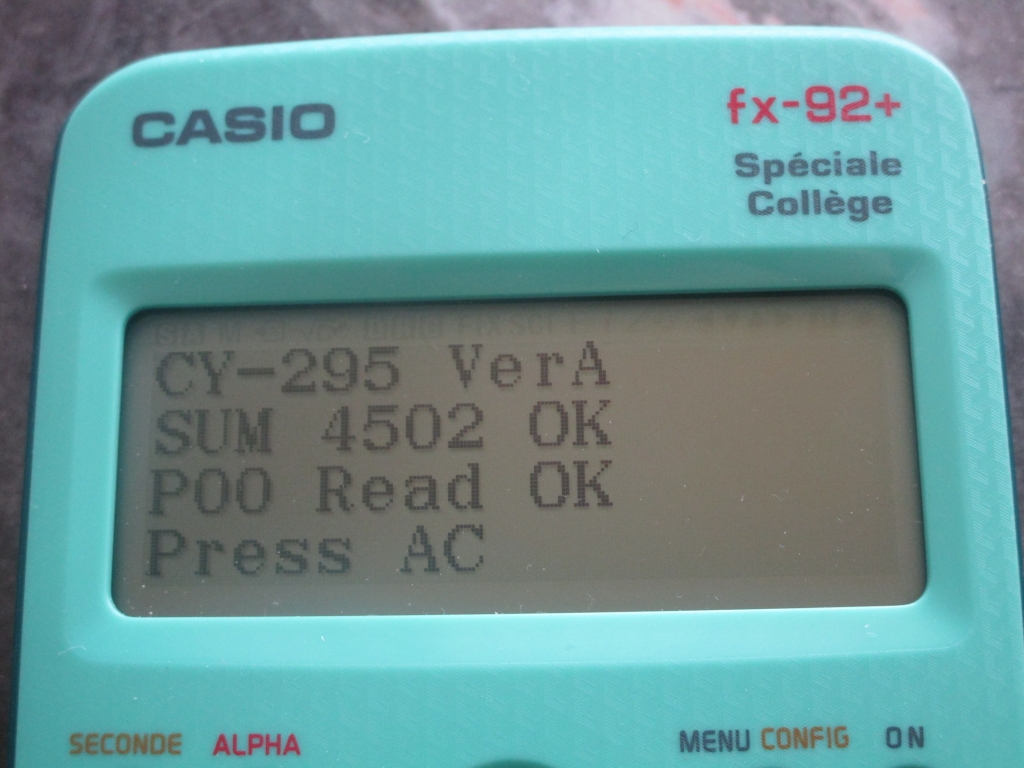 CASIO
fx-92+
Spéciale
Collège
CY-295 VerA
SUM 4502 OK
P00 Read OK
Press AC
SECONDE ALPHA MENU CONFIG ON